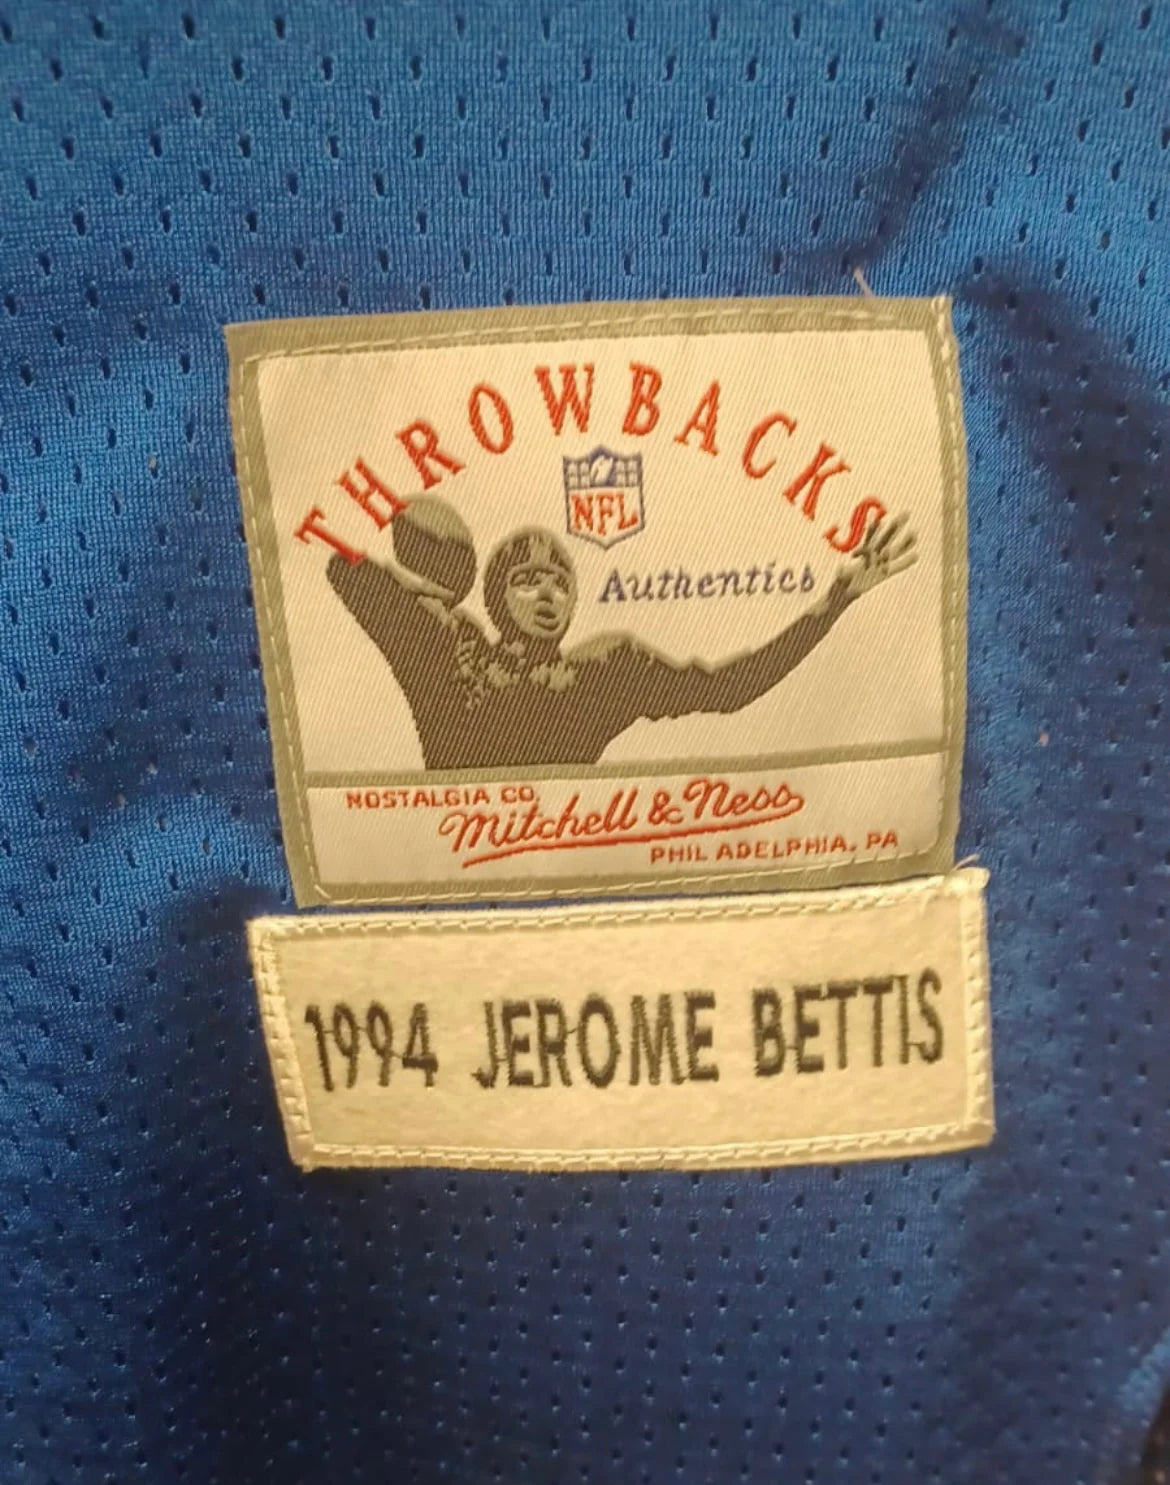 THROWBACKS
NFL
Authentics
NOSTALGIA CO.
Mitchell & Ness
PHILADELPHIA, PA
1994 JEROME BETTIS